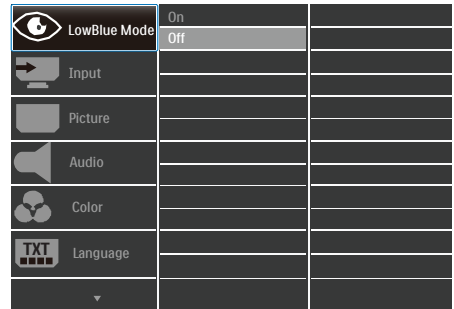 LowBlue Mode
On
Off
Input
Picture
Audio
Color
TXT
Language